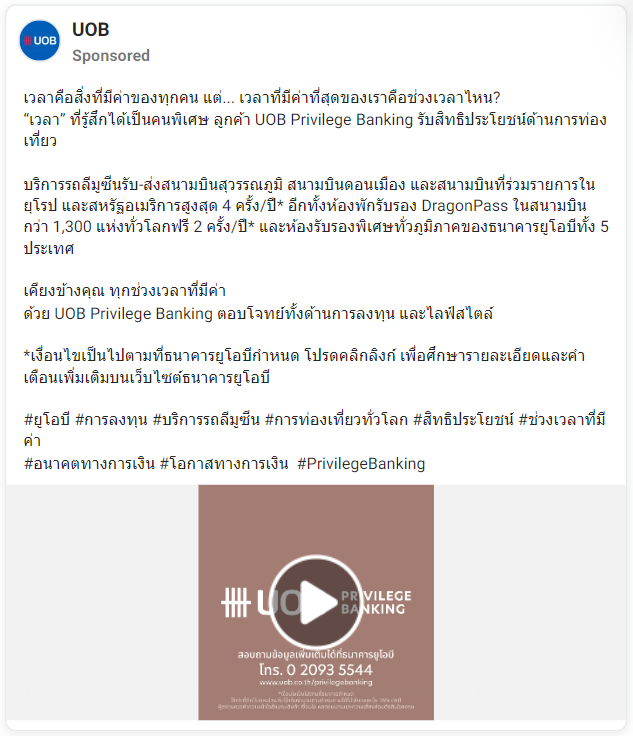 UOB
UOB
Sponsored
เวลาคือสิ่งที่มีค่าของทุกคน แต่... เวลาที่มีค่าที่สุดของเราคือช่วงเวลาไหน?
“เวลา” ที่รู้สึกได้เป็นคนพิเศษ ลูกค้า UOB Privilege Banking รับสิทธิประโยชน์ด้านการท่อง
เที่ยว
บริการรถลีมูซีนรับ-ส่งสนามบินสุวรรณภูมิ สนามบินดอนเมือง และสนามบินที่ร่วมรายการใน
ยุโรป และสหรัฐอเมริการสูงสุด 4 ครั้ง/ปี* อีกทั้งห้องพักรับรอง DragonPass ในสนามบิน
กว่า 1,300 แห่งทั่วโลกฟรี 2 ครั้ง/ปี* และห้องรับรองพิเศษทั่วภูมิภาคของธนาคารยูโอบีทั้ง 5
ประเทศ
เคียงข้างคุณ ทุกช่วงเวลาที่มีค่า
ด้วย UOB Privilege Banking ตอบโจทย์ทั้งด้านการลงทุน และไลฟ์สไตล์
*เงื่อนไขเป็นไปตามที่ธนาคารยูโอบีกำหนด โปรดคลิกลิงก์ เพื่อศึกษารายละเอียดและคำ
เตือนเพิ่มเติมบนเว็บไซต์ธนาคารยูโอบี
#ยูโอบี #การลงทุน #บริการรถลีมูซีน #การท่องเที่ยวทั่วโลก #สิทธิประโยชน์ #ช่วงเวลาที่มี
ค่า
#อนาคตทางการเงิน #โอกาสทางการเงิน #PrivilegeBanking
UOB PRIVILEGE
BANKING
สอบถามข้อมูลเพิ่มเติมได้ที่ธนาคารยูโอบี
โทร. 0 2093 5544
www.uob.co.th/privilegebanking